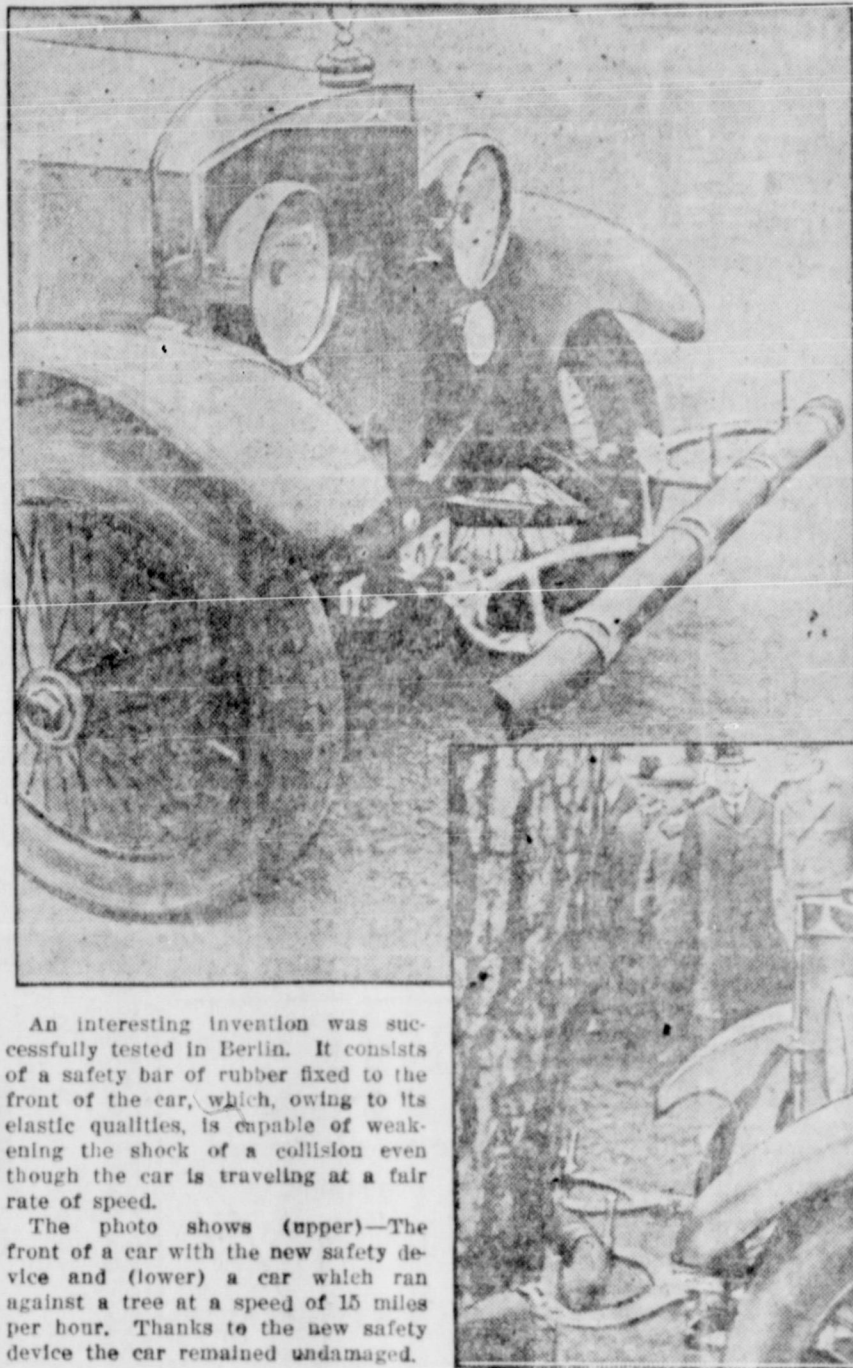 An interesting invention was suc-
cessfully tested in Berlin. It consists
of a safety bar of rubber fixed to the
front of the car, which, owing to its
elastic qualities, is capable of weak-
ening the shock of a collision even
though the car is traveling at a fair
rate of speed.
The photo shows (upper)—The
front of a car with the new safety de-
vice and (lower) a car which ran
against a tree at a speed of 15 miles
per hour. Thanks to the new safety
device the car remained undamaged.